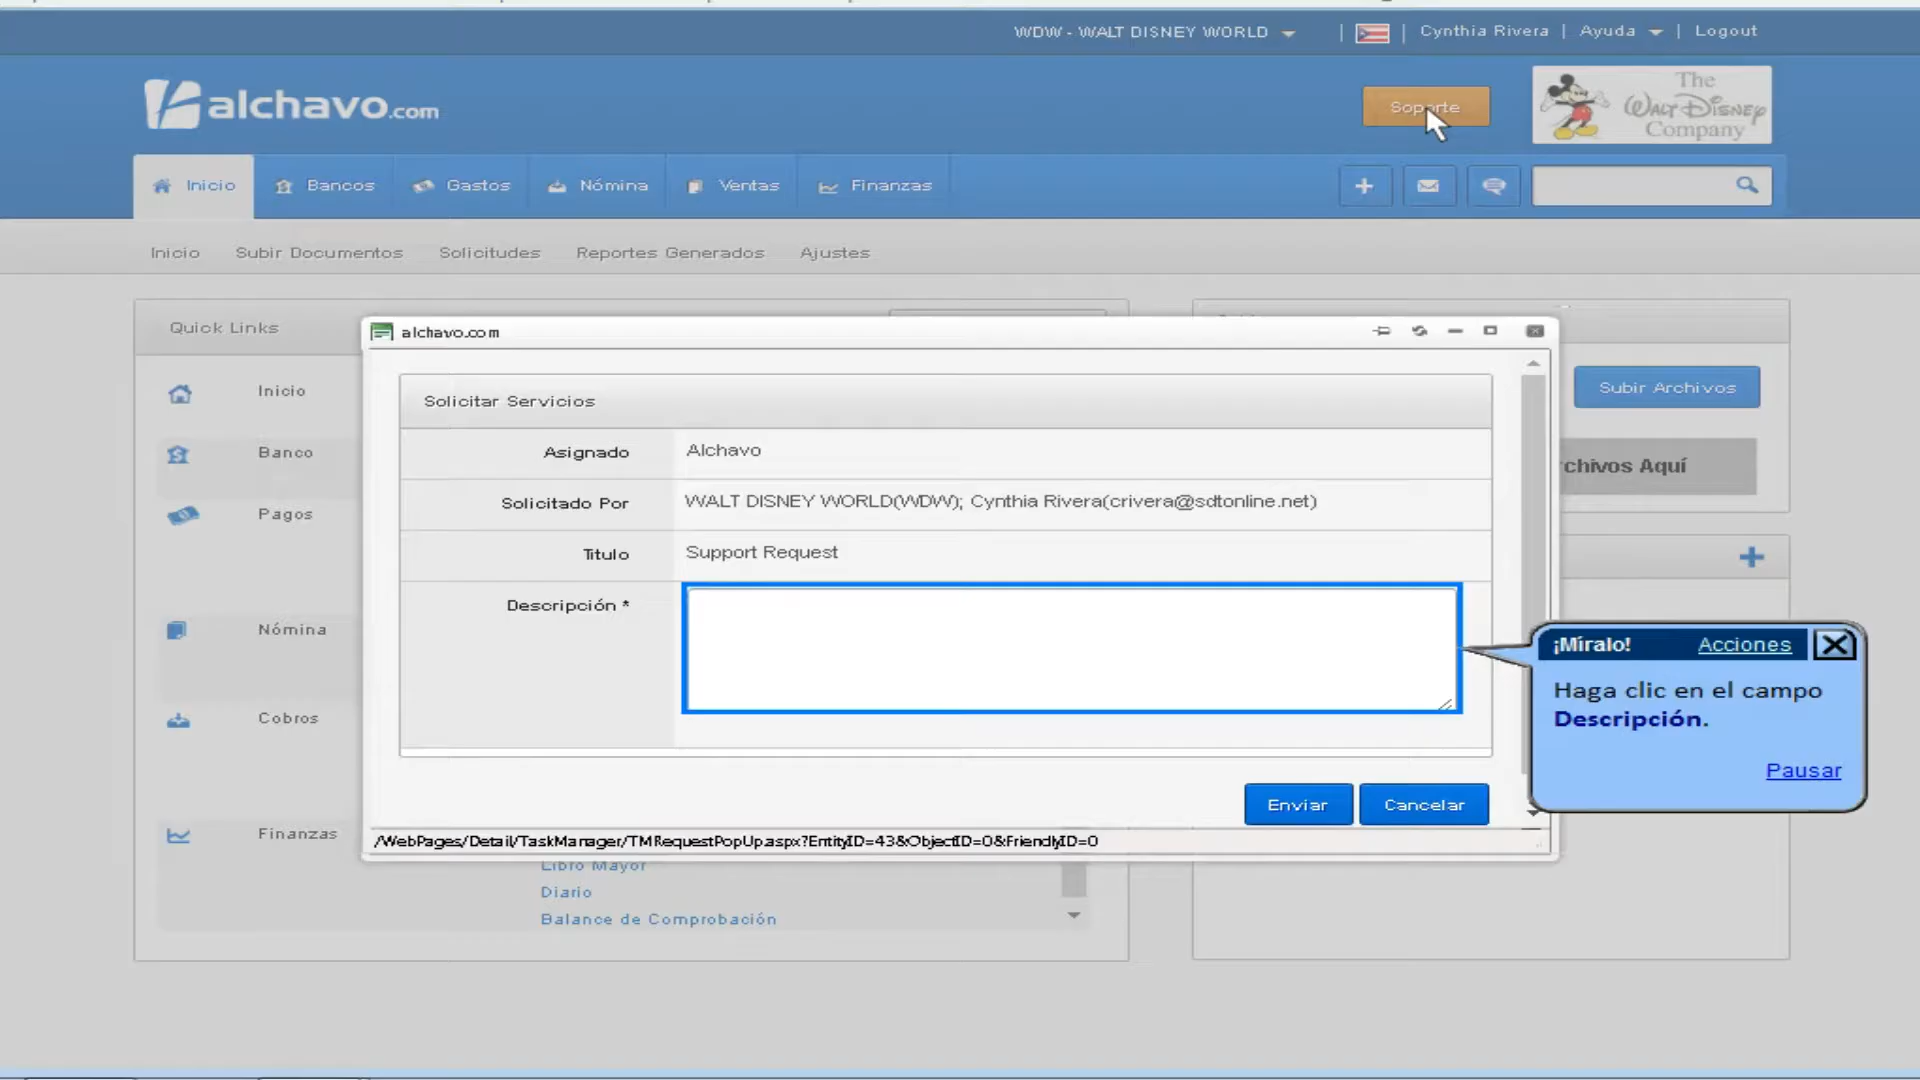 WDW - WALT DISNEY WORLD
Cynthia Rivera
Ayuda
Logout
alchavo.com
Soporte
The
WALT DISNEY
Company
Inicio
Bancos
Gastos
Nómina
Ventas
Finanzas
Inicio
Subir Documentos
Solicitudes
Reportes Generados
Ajustes
Quick Links
alchavo.com
Inicio
Solicitar Servicios
Subir Archivos
Banco
Asignado
Alchavo
chivos Aquí
Pagos
Solicitado Por
WALT DISNEY WORLD(WDW); Cynthia Rivera(crivera@sdtonline.net)
Titulo
Support Request
Descripción *
Nómina
¡Míralo!
Acciones
Haga clic en el campo
Descripción.
Pausar
Cobros
Enviar
Cancelar
Finanzas
/WebPages/Detail/TaskManager/TMRequestPopUp.aspx?EntityID=43&ObjectID=0&FriendlyID=0
Libro Mayor
Diario
Balance de Comprobación